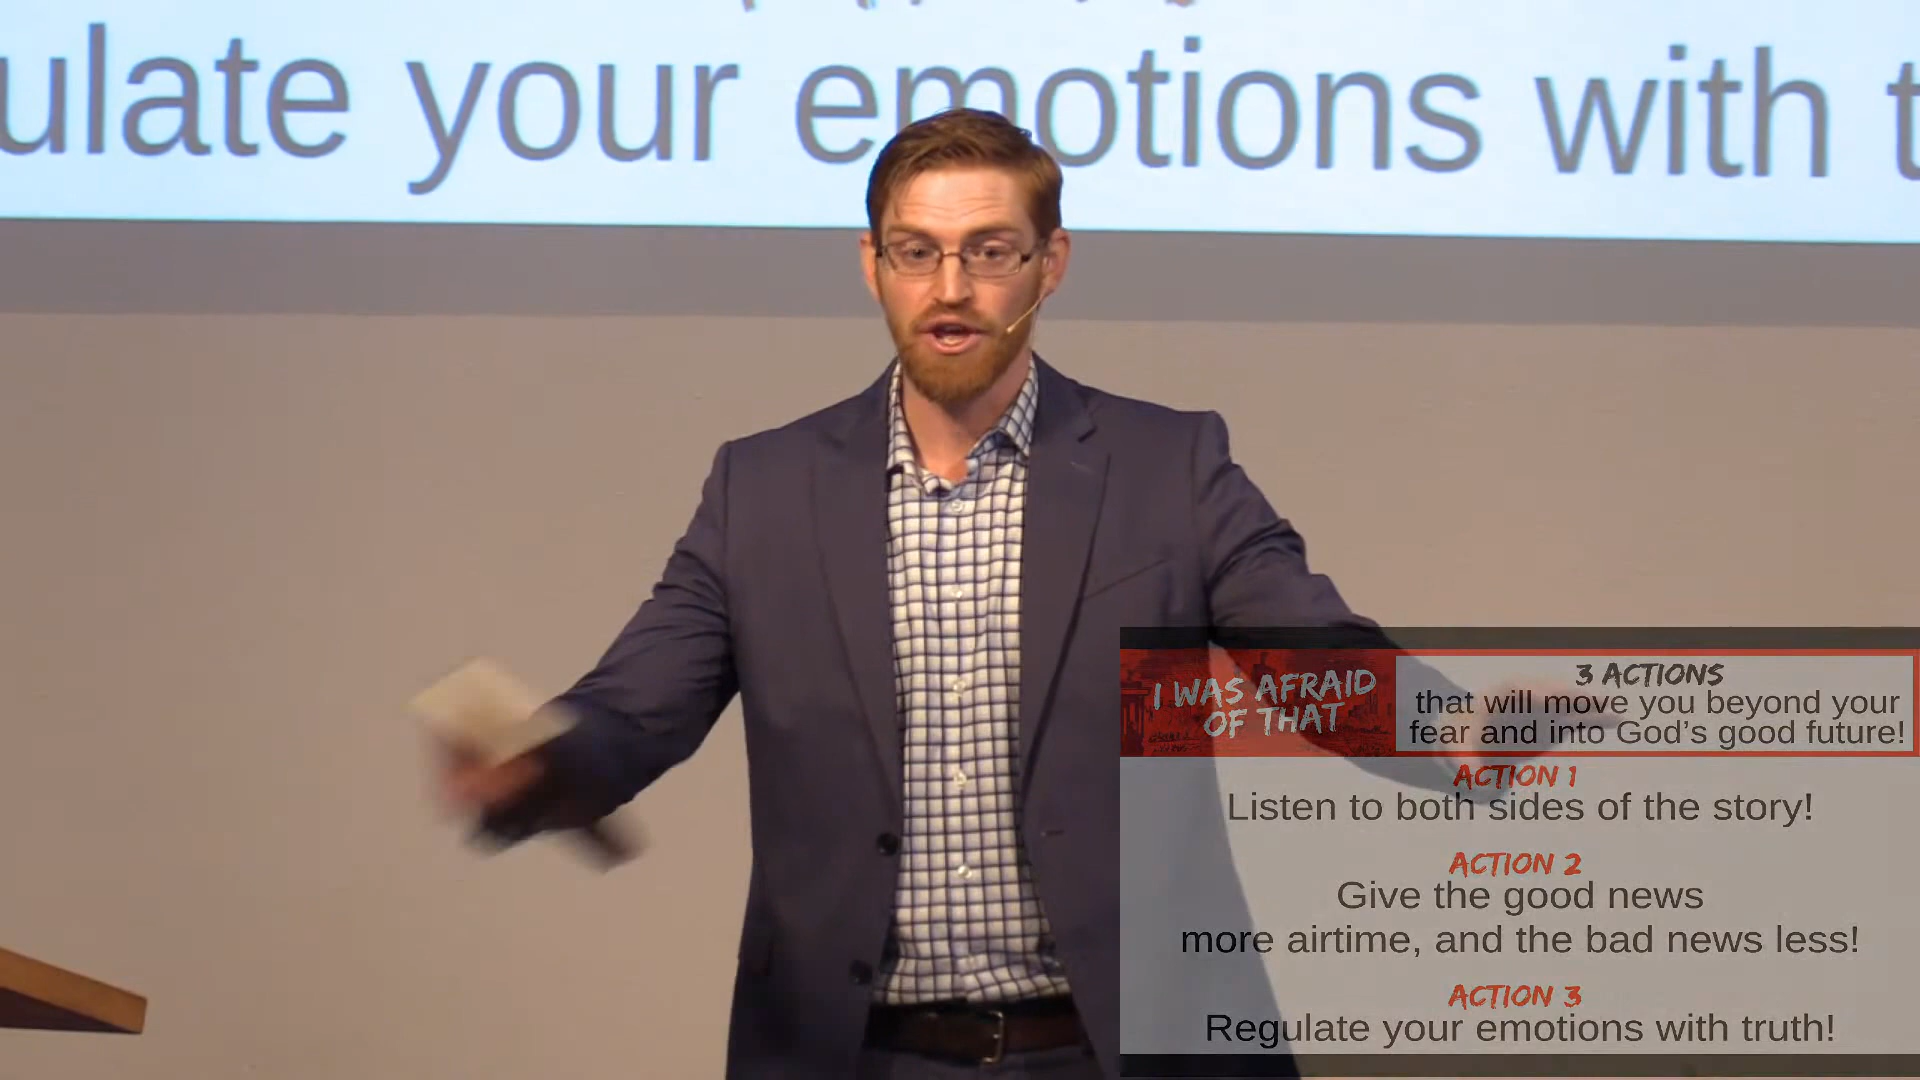 ulate your emotions with t
I WAS AFRAID
OF THAT
3 ACTIONS
that will move you beyond your
fear and into God's good future!
ACTION 1
Listen to both sides of the story!
ACTION 2
Give the good news
more airtime, and the bad news less!
ACTION 3
Regulate your emotions with truth!